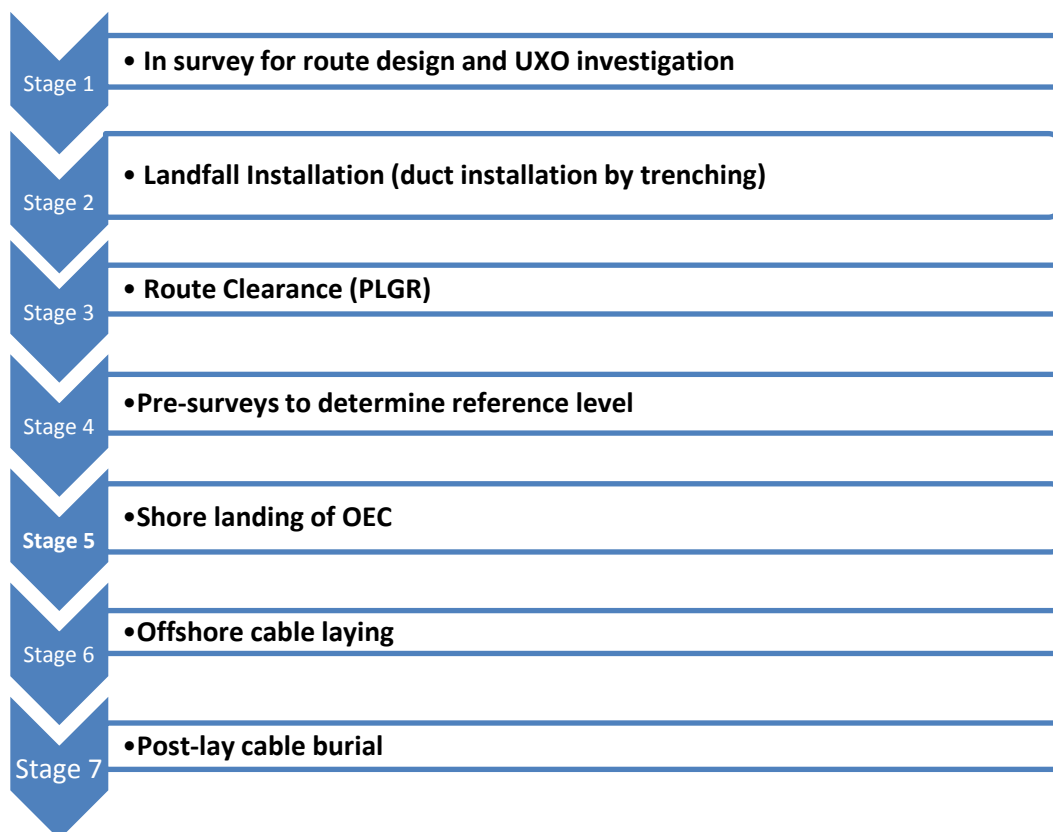 Stage 1
• In survey for route design and UXO investigation
Stage 2
• Landfall Installation (duct installation by trenching)
Stage 3
• Route Clearance (PLGR)
Stage 4
•Pre-surveys to determine reference level
Stage 5
•Shore landing of OEC
Stage 6
•Offshore cable laying
Stage 7
•Post-lay cable burial